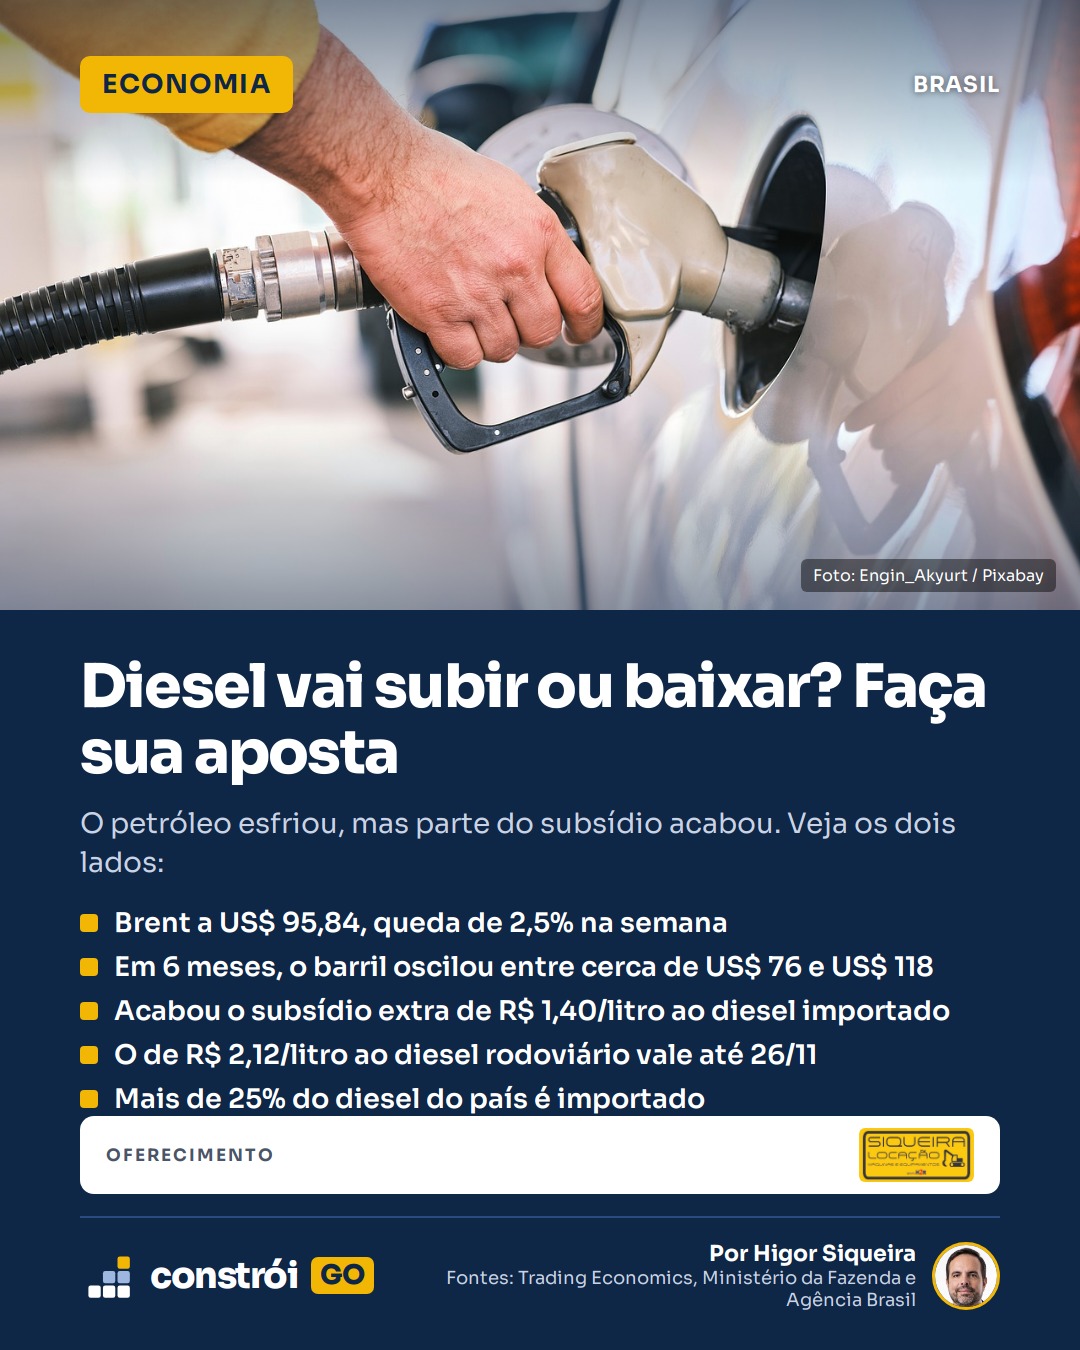 ECONOMIA
BRASIL
Foto: Engin_Akyurt / Pixabay
Diesel vai subir ou baixar? Faça
sua aposta
O petróleo esfriou, mas parte do subsídio acabou. Veja os dois
lados:
Brent a US$ 95,84, queda de 2,5% na semana
Em 6 meses, o barril oscilou entre cerca de US$ 76 e US$ 118
Acabou o subsídio extra de R$ 1,40/litro ao diesel importado
O de R$ 2,12/litro ao diesel rodoviário vale até 26/11
Mais de 25% do diesel do país é importado
OFERECIMENTO
SIQUEIRA
LOCAÇÃO
MÁQUINAS E EQUIPAMENTOS
constrói GO
Por Higor Siqueira
Fontes: Trading Economics, Ministério da Fazenda e
Agência Brasil